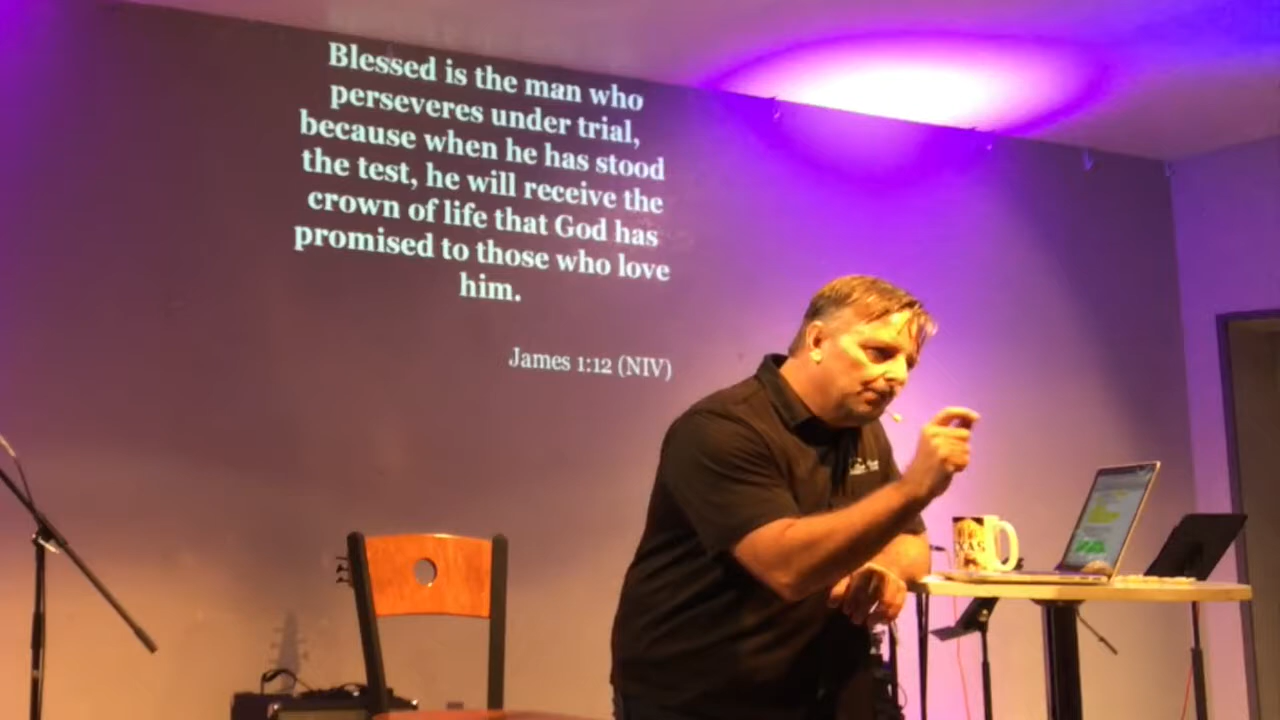 Blessed is the man who
perseveres under trial,
because when he has stood
the test, he will receive the
crown of life that God has
promised to those who love
him.
James 1:12 (NIV)
XAS